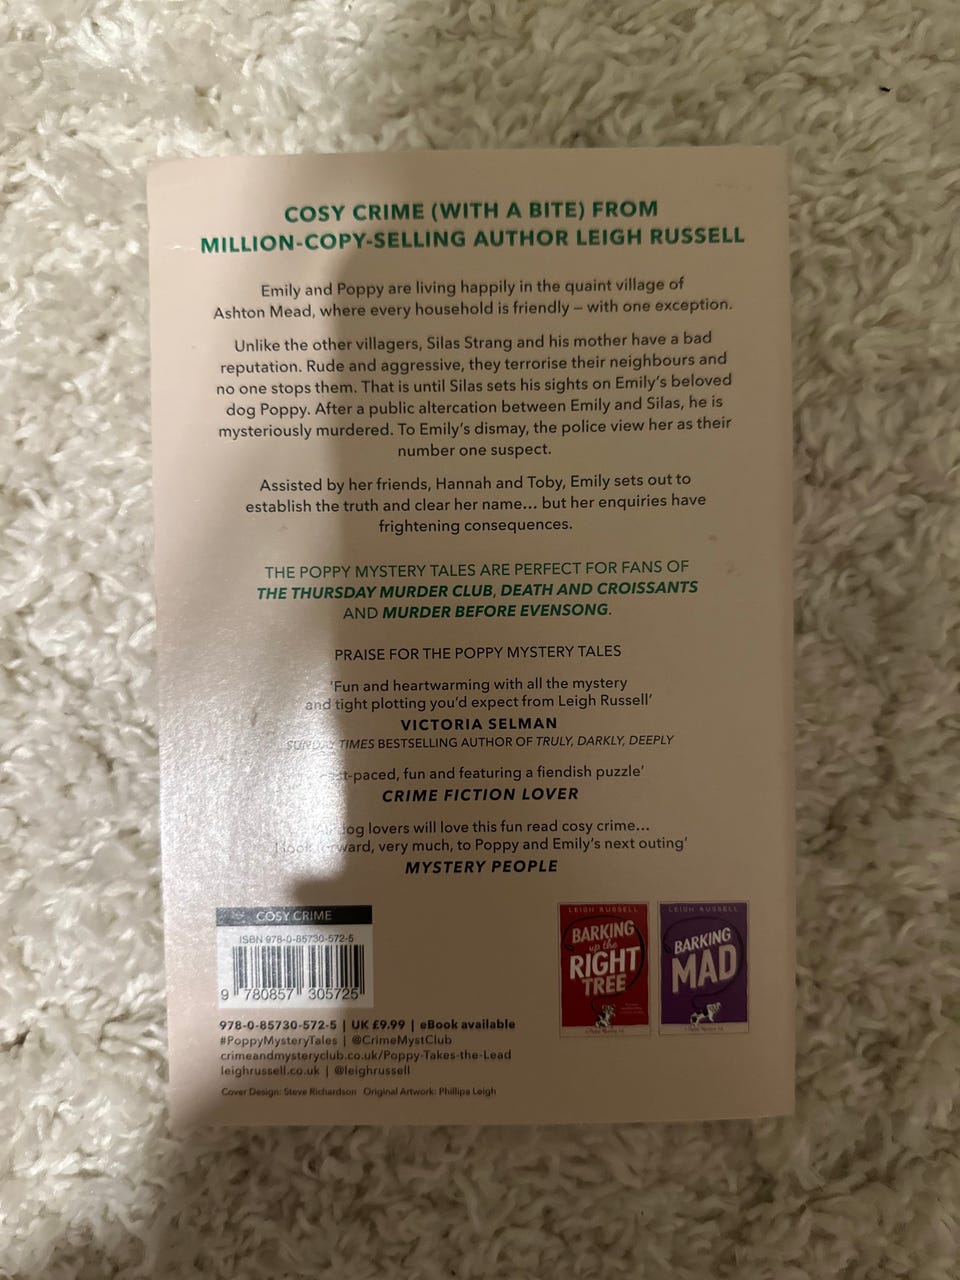 COSY CRIME (WITH A BITE) FROM
MILLION-COPY-SELLING AUTHOR LEIGH RUSSELL
Emily and Poppy are living happily in the quaint village of
Ashton Mead, where every household is friendly – with one exception.
Unlike the other villagers, Silas Strang and his mother have a bad
reputation. Rude and aggressive, they terrorise their neighbours and
no one stops them. That is until Silas sets his sights on Emily's beloved
dog Poppy. After a public altercation between Emily and Silas, he is
mysteriously murdered. To Emily's dismay, the police view her as their
number one suspect.
Assisted by her friends, Hannah and Toby, Emily sets out to
establish the truth and clear her name... but her enquiries have
frightening consequences.
THE POPPY MYSTERY TALES ARE PERFECT FOR FANS OF
THE THURSDAY MURDER CLUB, DEATH AND CROISSANTS
AND MURDER BEFORE EVENSONG.
PRAISE FOR THE POPPY MYSTERY TALES
'Fun and heartwarming with all the mystery
and tight plotting you'd expect from Leigh Russell'
VICTORIA SELMAN
SUNDAY TIMES BESTSELLING AUTHOR OF TRULY, DARKLY, DEEPLY
fun and featuring a fiendish puzzle'
CRIME FICTION LOVER
dog lovers will love this fun read cosy crime...
very much, to Poppy and Emily's next outing'
MYSTERY PEOPLE
COSY CRIME
ISBN 978-0-85730-572-5
9 780857 305725
LEIGH RUSSELL
BARKING
up the
RIGHT
TREE
LEIGH RUSSELL
BARKING
MAD
978-0-85730-572-5 | UK £9.99 | eBook available
#PoppyMysteryTales | @CrimeMystClub
crimeandmysteryclub.co.uk/Poppy-Takes-the-Lead
leighrussell.co.uk | @leighrussell
Cover Design: Steve Richardson Original Artwork: Phillipa Leigh